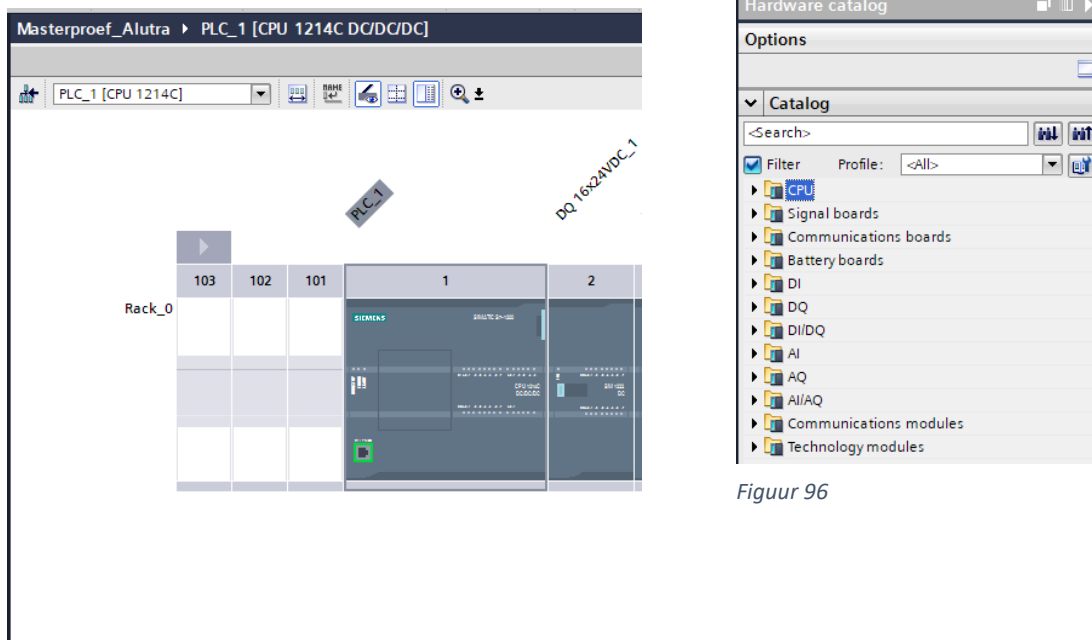 Masterproef_Alutra ▸ PLC_1 [CPU 1214C DC/DC/DC]
PLC_1 [CPU 1214C]
PLC_1
DQ 16x24VDC_1
103 102 101 1 2
Rack_0
SIEMENS
Hardware catalog
Options
Catalog
<Search>
Filter Profile: <All>
CPU
Signal boards
Communications boards
Battery boards
DI
DQ
DI/DQ
AI
AQ
AI/AQ
Communications modules
Technology modules
Figuur 96